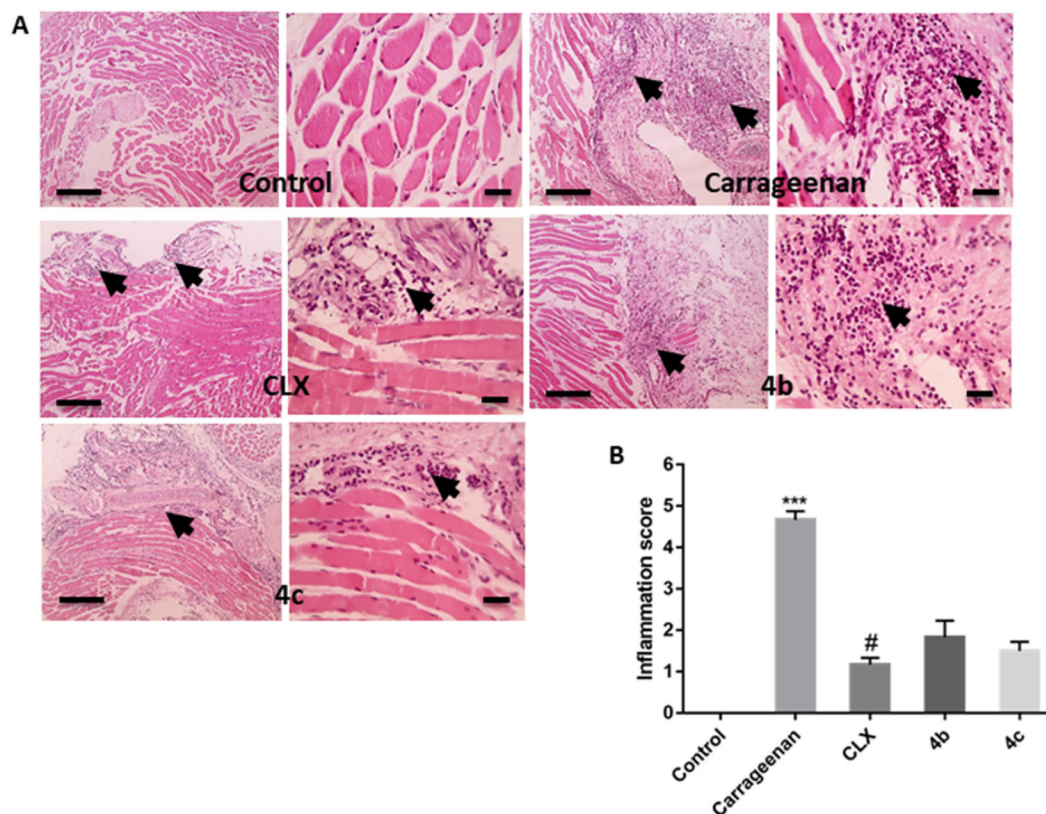 A
Control
Carrageenan
CLX
4b
4c
B
Inflammation score
6
5
4
3
2
1
0
***
#
Control
Carrageenan
CLX
4b
4c